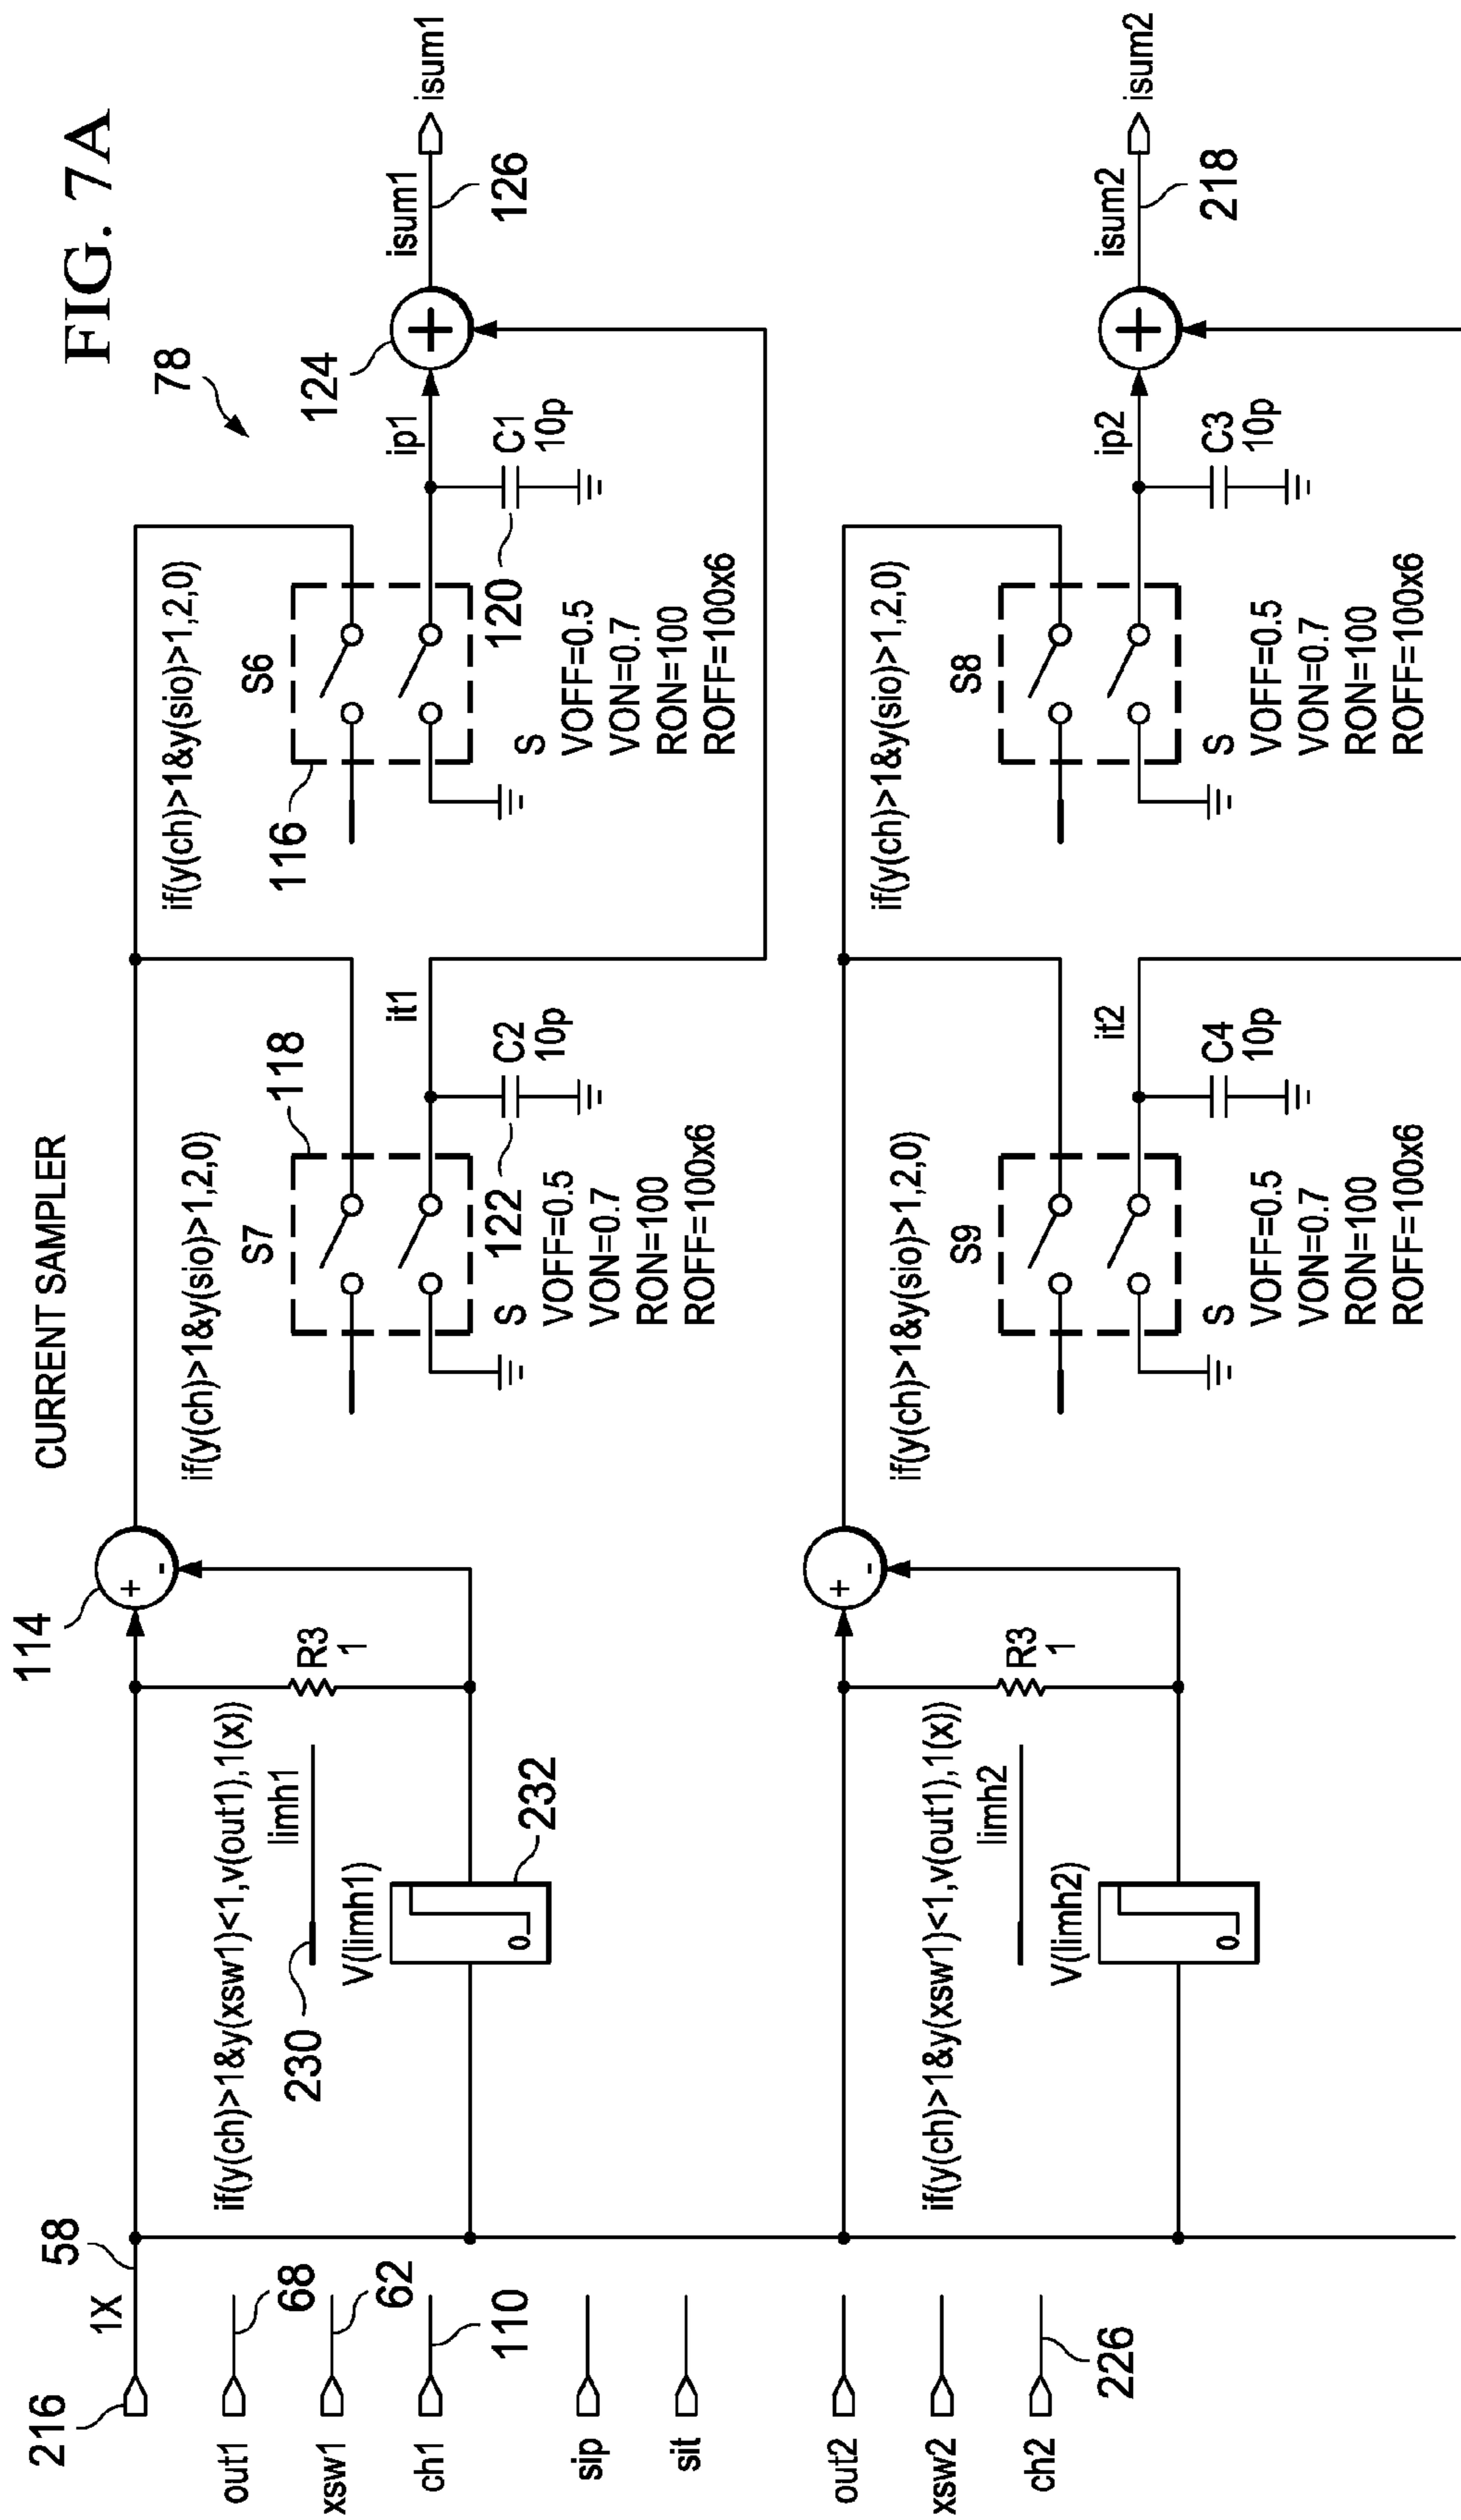 FIG. 7A
CURRENT SAMPLER
78
216
1X
58
114
out1
68
xsw1
62
ch1
110
sip
sit
out2
xsw2
ch2
226
if(y(ch)>1&y(xsw1)<1,v(out1),1(x))
230
limh1
V(limh1)
0
232
R3
1
+
-
if(y(ch)>1&y(sio)>1,2,0)
S7
118
it1
C2
10p
122
S
VOFF=0.5
VON=0.7
RON=100
ROFF=100x6
if(y(ch)>1&y(sio)>1,2,0)
S6
116
ip1
C1
10p
120
S
VOFF=0.5
VON=0.7
RON=100
ROFF=100x6
124
+
isum1
126
isum1
if(y(ch)>1&y(xsw1)<1,v(out1),1(x))
limh2
V(limh2)
0
R3
1
+
-
if(y(ch)>1&y(sio)>1,2,0)
S9
it2
C4
10p
S
VOFF=0.5
VON=0.7
RON=100
ROFF=100x6
if(y(ch)>1&y(sio)>1,2,0)
S8
ip2
C3
10p
S
VOFF=0.5
VON=0.7
RON=100
ROFF=100x6
+
isum2
218
isum2